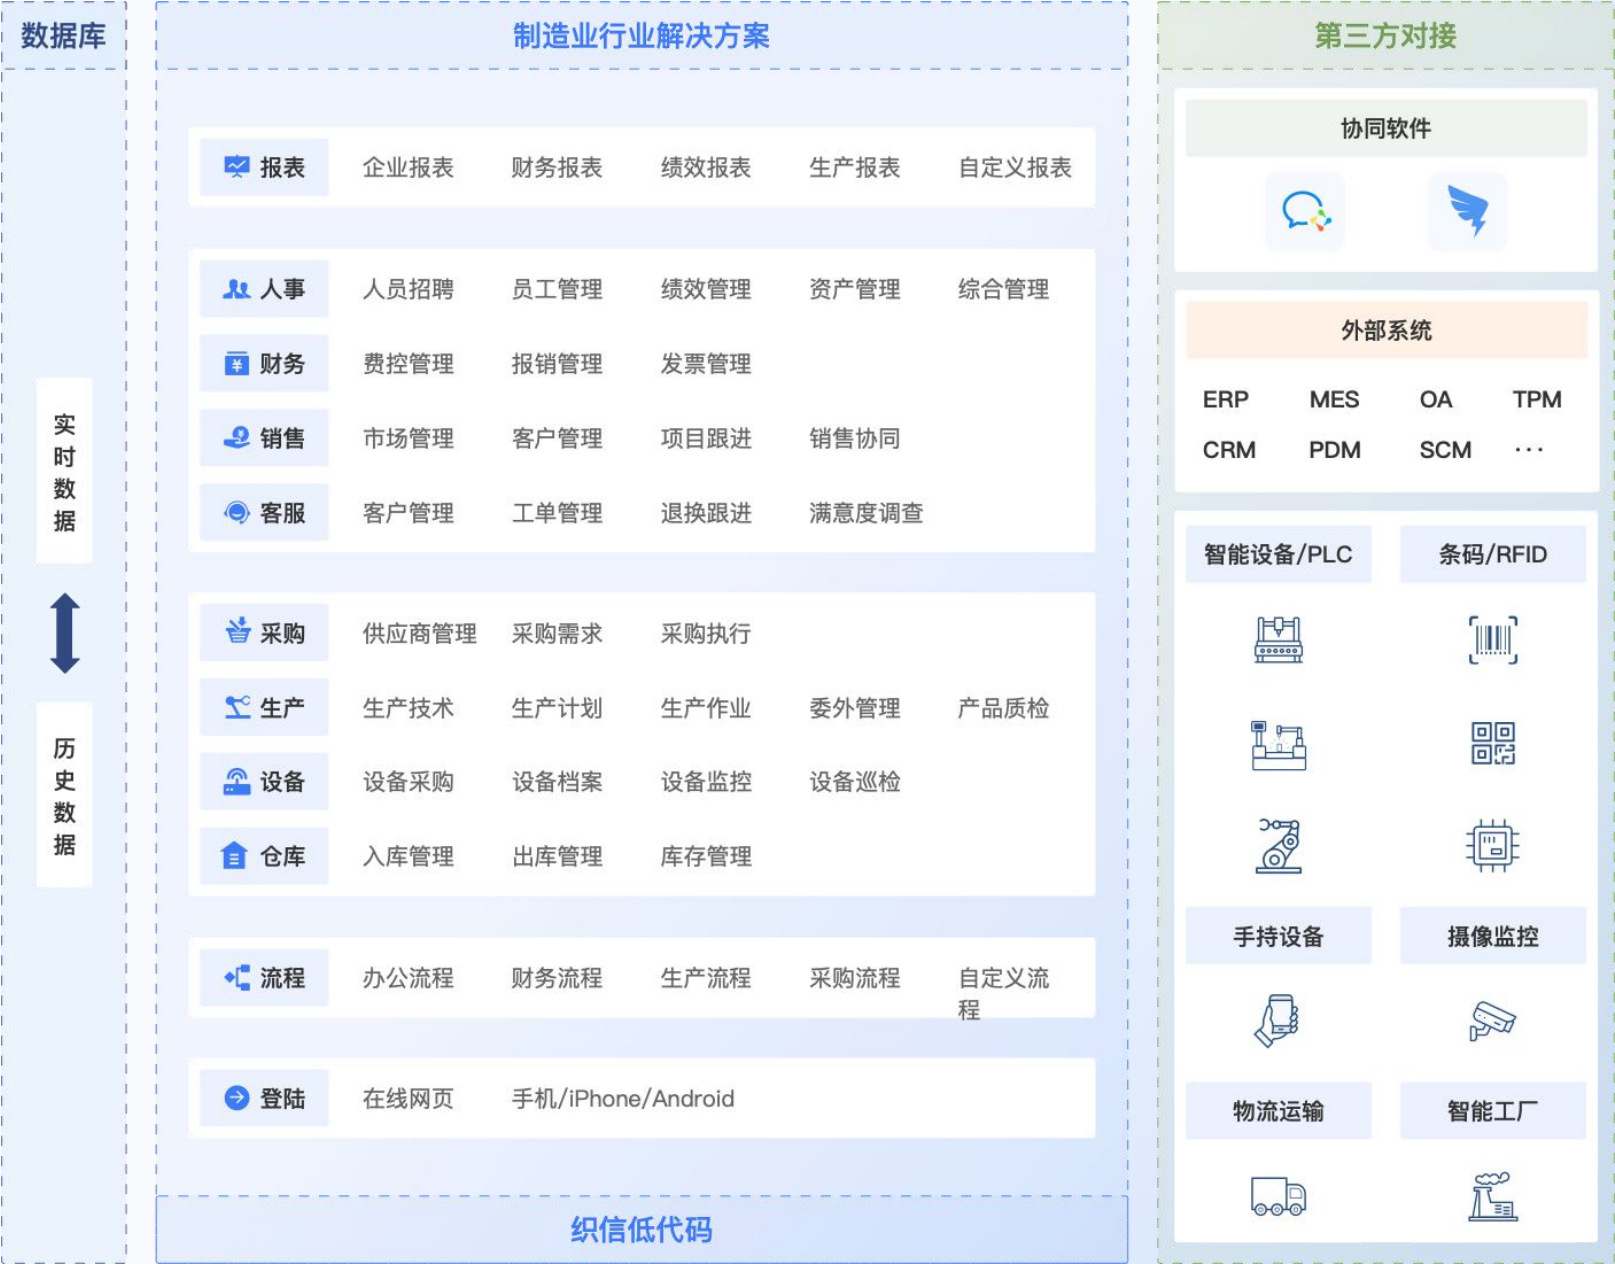 数据库
实时数据
历史数据
制造业行业解决方案
报表 企业报表 财务报表 绩效报表 生产报表 自定义报表
人事 人员招聘 员工管理 绩效管理 资产管理 综合管理
财务 费控管理 报销管理 发票管理
销售 市场管理 客户管理 项目跟进 销售协同
客服 客户管理 工单管理 退换跟进 满意度调查
采购 供应商管理 采购需求 采购执行
生产 生产技术 生产计划 生产作业 委外管理 产品质检
设备 设备采购 设备档案 设备监控 设备巡检
仓库 入库管理 出库管理 库存管理
流程 办公流程 财务流程 生产流程 采购流程 自定义流
程
登陆 在线网页 手机/iPhone/Android
织信低代码
第三方对接
协同软件
外部系统
ERP MES OA TPM
CRM PDM SCM ···
智能设备/PLC 条码/RFID
手持设备 摄像监控
物流运输 智能工厂